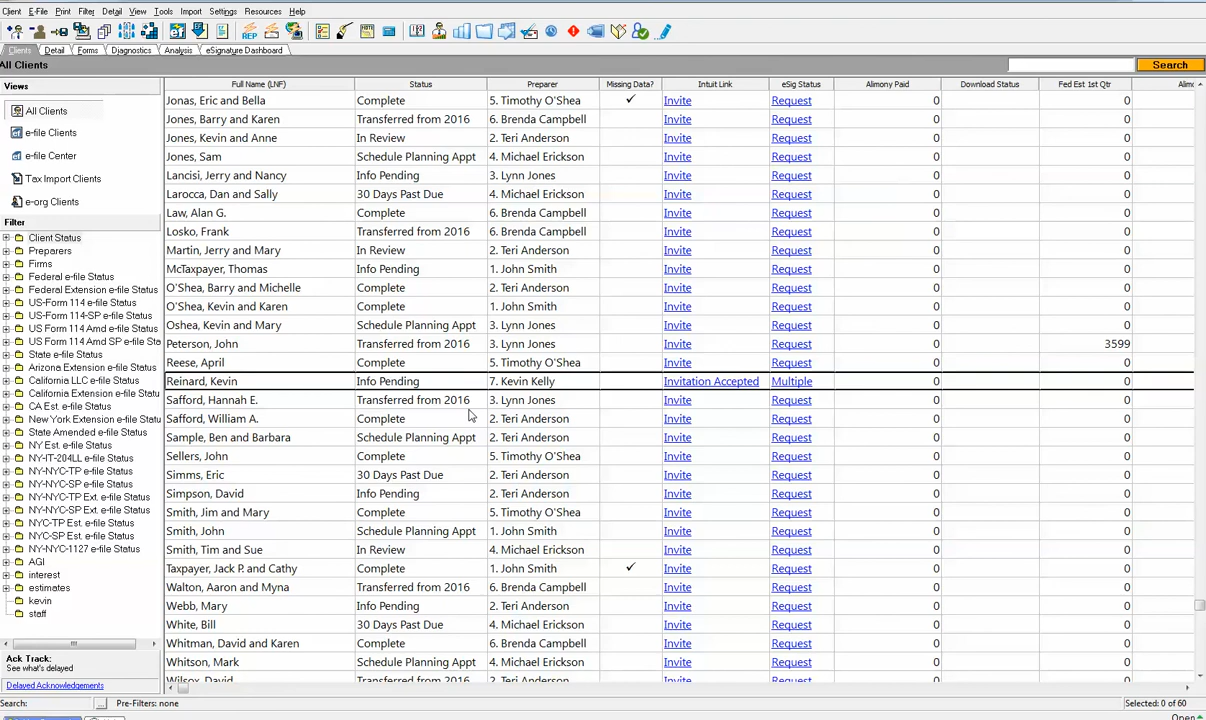 Client E-File Print Filter Detail View Tools Import Settings Resources Help
REP
Clients Detail Forms Diagnostics Analysis eSignature Dashboard
All Clients Search
Views
All Clients
e-file Clients
e-file Center
Tax Import Clients
e-org Clients
Filter
Client Status
Preparers
Firms
Federal e-file Status
Federal Extension e-file Status
US-Form 114 e-file Status
US-Form 114-SP e-file Status
US Form 114 Amd e-file Status
US Form 114 Amd SP e-file Sta
State e-file Status
Arizona Extension e-file Status
California LLC e-file Status
California Extension e-file Status
CA Est. e-file Status
New York Extension e-file Statu
State Amended e-file Status
NY Est. e-file Status
NY-IT-204LL e-file Status
NY-NYC-TP e-file Status
NY-NYC-SP e-file Status
NY-NYC-TP Ext. e-file Status
NY-NYC-SP Ext. e-file Status
NYC-TP Est. e-file Status
NYC-SP Est. e-file Status
NY-NYC-1127 e-file Status
AGI
interest
estimates
kevin
staff
Ack Track:
See what's delayed
Delayed Acknowledgements
Full Name (LNF) Status Preparer Missing Data? Intuit Link eSig Status Alimony Paid Download Status Fed Est 1st Qtr Alimo
Jonas, Eric and Bella Complete 5. Timothy O'Shea ✓ Invite Request 0 0
Jones, Barry and Karen Transferred from 2016 6. Brenda Campbell Invite Request 0 0
Jones, Kevin and Anne In Review 2. Teri Anderson Invite Request 0 0
Jones, Sam Schedule Planning Appt 4. Michael Erickson Invite Request 0 0
Lancisi, Jerry and Nancy Info Pending 3. Lynn Jones Invite Request 0 0
Larocca, Dan and Sally 30 Days Past Due 4. Michael Erickson Invite Request 0 0
Law, Alan G. Complete 6. Brenda Campbell Invite Request 0 0
Losko, Frank Transferred from 2016 6. Brenda Campbell Invite Request 0 0
Martin, Jerry and Mary In Review 2. Teri Anderson Invite Request 0 0
McTaxpayer, Thomas Info Pending 1. John Smith Invite Request 0 0
O'Shea, Barry and Michelle Complete 2. Teri Anderson Invite Request 0 0
O'Shea, Kevin and Karen Complete 1. John Smith Invite Request 0 0
Oshea, Kevin and Mary Schedule Planning Appt 3. Lynn Jones Invite Request 0 0
Peterson, John Transferred from 2016 3. Lynn Jones Invite Request 0 3599
Reese, April Complete 5. Timothy O'Shea Invite Request 0 0
Reinard, Kevin Info Pending 7. Kevin Kelly Invitation Accepted Multiple 0 0
Safford, Hannah E. Transferred from 2016 3. Lynn Jones Invite Request 0 0
Safford, William A. Complete 2. Teri Anderson Invite Request 0 0
Sample, Ben and Barbara Schedule Planning Appt 2. Teri Anderson Invite Request 0 0
Sellers, John Complete 5. Timothy O'Shea Invite Request 0 0
Simms, Eric 30 Days Past Due 2. Teri Anderson Invite Request 0 0
Simpson, David Info Pending 2. Teri Anderson Invite Request 0 0
Smith, Jim and Mary Complete 5. Timothy O'Shea Invite Request 0 0
Smith, John Schedule Planning Appt 1. John Smith Invite Request 0 0
Smith, Tim and Sue In Review 4. Michael Erickson Invite Request 0 0
Taxpayer, Jack P. and Cathy Complete 1. John Smith ✓ Invite Request 0 0
Walton, Aaron and Myna Transferred from 2016 6. Brenda Campbell Invite Request 0 0
Webb, Mary Info Pending 2. Teri Anderson Invite Request 0 0
White, Bill 30 Days Past Due 4. Michael Erickson Invite Request 0 0
Whitman, David and Karen Complete 6. Brenda Campbell Invite Request 0 0
Whitson, Mark Schedule Planning Appt 4. Michael Erickson Invite Request 0 0
Wilcox, David Transferred from 2016 2. Teri Anderson Invite Request 0 0
Search: ... Pre-Filters: none Selected: 0 of 60
Open